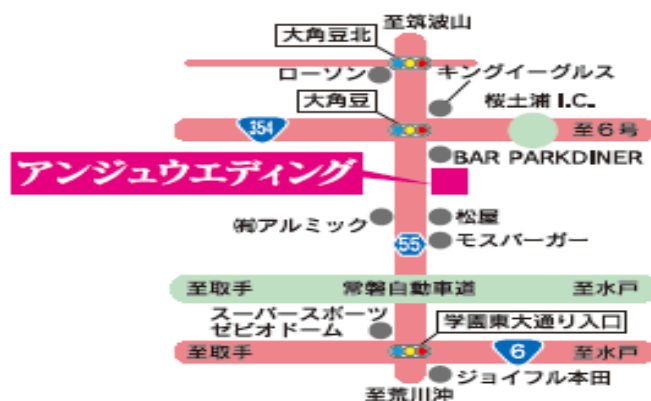 至筑波山
大角豆北
ローソン
キングイーグルス
大角豆
桜土浦 I.C.
354
至6号
BAR PARKDINER
アンジュウエディング
㈲アルミック
松屋
55
モスバーガー
至取手
常磐自動車道
至水戸
スーパースポーツ
ゼビオドーム
学園東大通り入口
至取手
6
至水戸
ジョイフル本田
至荒川沖